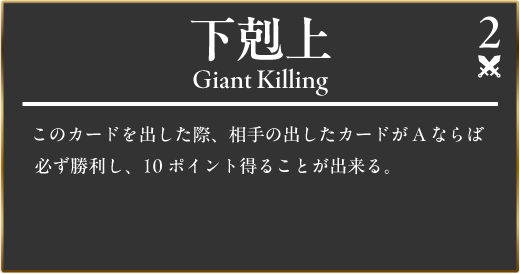 下剋上
2
Giant Killing
このカードを出した際、相手の出したカードがAならば
必ず勝利し、10ポイント得ることが出来る。